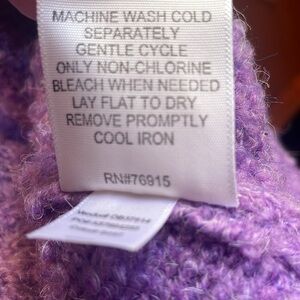 MACHINE WASH COLD
SEPARATELY
GENTLE CYCLE
ONLY NON-CHLORINE
BLEACH WHEN NEEDED
LAY FLAT TO DRY
REMOVE PROMPTLY
COOL IRON
RN#76915